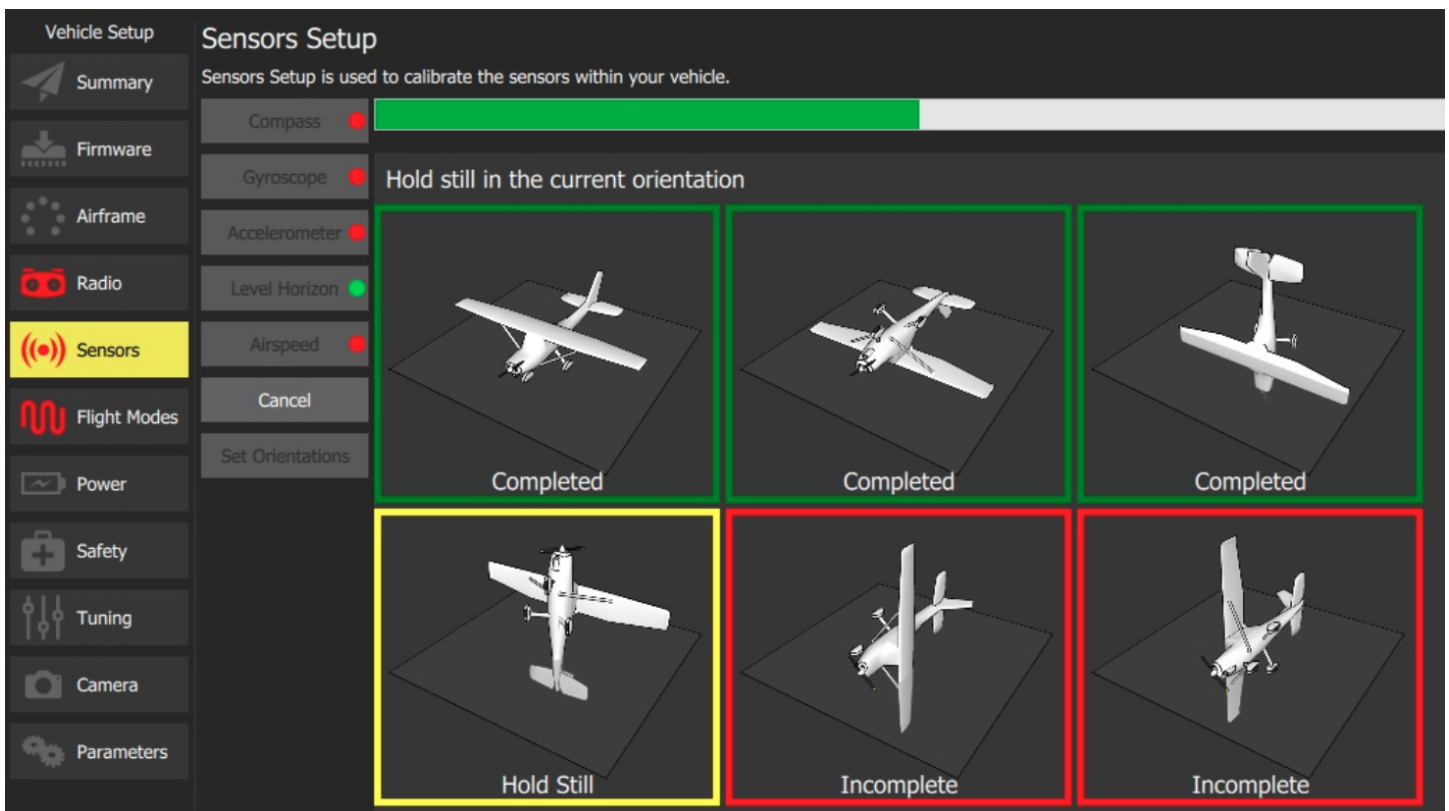 Vehicle Setup
Summary
Firmware
Airframe
Radio
Sensors
Flight Modes
Power
Safety
Tuning
Camera
Parameters
Sensors Setup
Sensors Setup is used to calibrate the sensors within your vehicle.
Compass
Gyroscope
Accelerometer
Level Horizon
Airspeed
Cancel
Set Orientations
Hold still in the current orientation
Completed
Completed
Completed
Hold Still
Incomplete
Incomplete